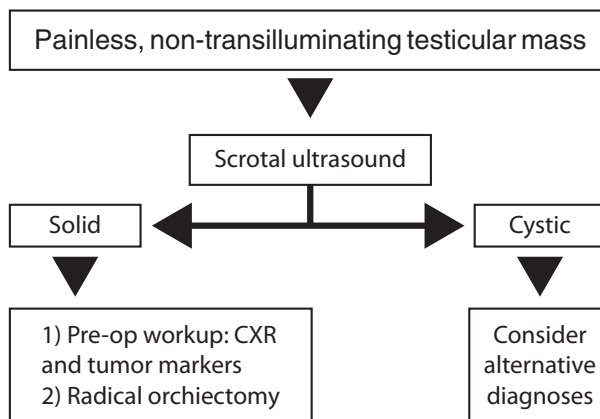 Painless, non-transilluminating testicular mass
Scrotal ultrasound
Solid
Cystic
1) Pre-op workup: CXR
and tumor markers
2) Radical orchiectomy
Consider
alternative
diagnoses